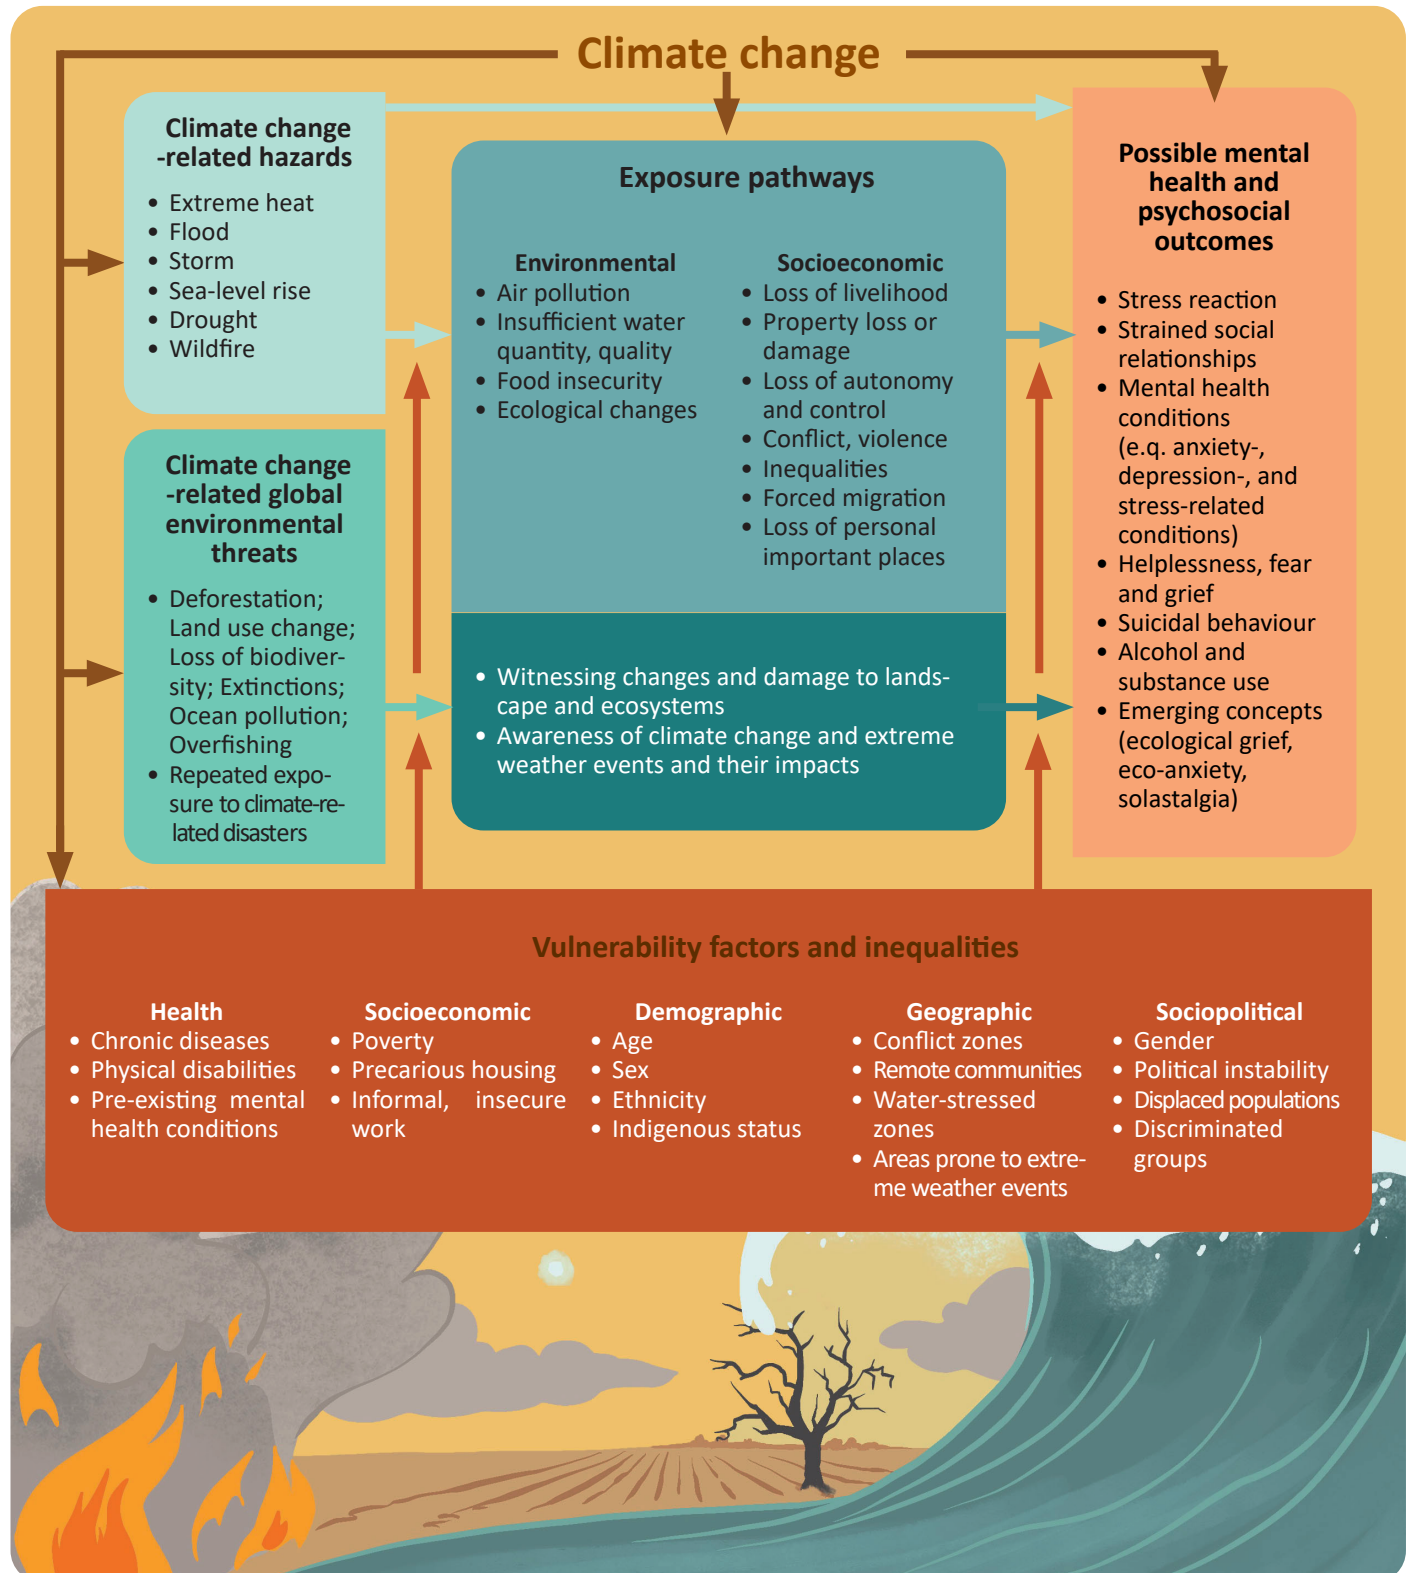 Climate change
Climate change
-related hazards
• Extreme heat
• Flood
• Storm
• Sea-level rise
• Drought
• Wildfire
Climate change
-related global
environmental
threats
• Deforestation;
Land use change;
Loss of biodiver-
sity; Extinctions;
Ocean pollution;
Overfishing
• Repeated expo-
sure to climate-re-
lated disasters
Exposure pathways
Environmental
• Air pollution
• Insufficient water
quantity, quality
• Food insecurity
• Ecological changes
Socioeconomic
• Loss of livelihood
• Property loss or
damage
• Loss of autonomy
and control
• Conflict, violence
• Inequalities
• Forced migration
• Loss of personal
important places
• Witnessing changes and damage to lands-
cape and ecosystems
• Awareness of climate change and extreme
weather events and their impacts
Possible mental
health and
psychosocial
outcomes
• Stress reaction
• Strained social
relationships
• Mental health
conditions
(e.q. anxiety-,
depression-, and
stress-related
conditions)
• Helplessness, fear
and grief
• Suicidal behaviour
• Alcohol and
substance use
• Emerging concepts
(ecological grief,
eco-anxiety,
solastalgia)
Vulnerability factors and inequalities
Health
• Chronic diseases
• Physical disabilities
• Pre-existing mental
health conditions
Socioeconomic
• Poverty
• Precarious housing
• Informal, insecure
work
Demographic
• Age
• Sex
• Ethnicity
• Indigenous status
Geographic
• Conflict zones
• Remote communities
• Water-stressed
zones
• Areas prone to extre-
me weather events
Sociopolitical
• Gender
• Political instability
• Displaced populations
• Discriminated
groups